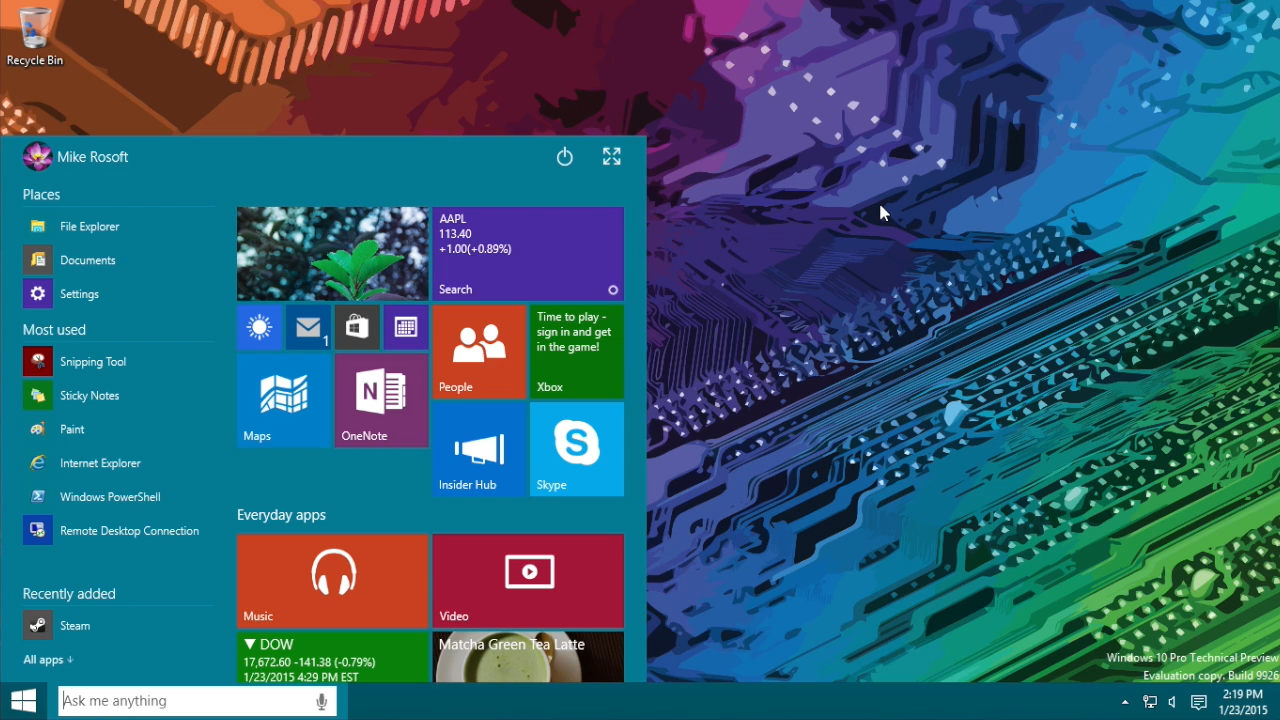 Recycle Bin
Mike Rosoft
Places
File Explorer
Documents
Settings
Most used
Snipping Tool
Sticky Notes
Paint
Internet Explorer
Windows PowerShell
Remote Desktop Connection
Recently added
Steam
All apps ↓
AAPL
113.40
+1.00(+0.89%)
Search
1
People
Time to play -
sign in and get
in the game!
Xbox
Maps
N
OneNote
Insider Hub
S
Skype
Everyday apps
Music
Video
▼ DOW
17,672.60 -141.38 (-0.79%)
1/23/2015 4:29 PM EST
Matcha Green Tea Latte
Windows 10 Pro Technical Preview
Evaluation copy. Build 9926
Ask me anything
2:19 PM
1/23/2015